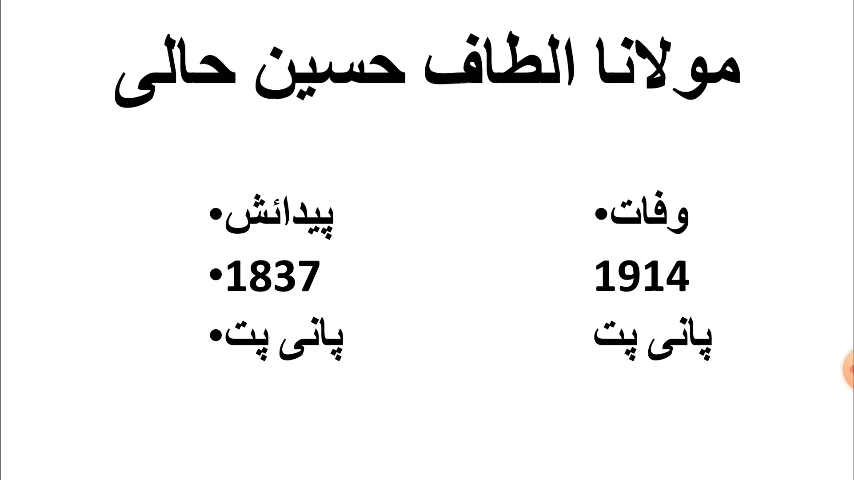 مولانا الطاف حسین حالی
•پیدائش
•1837
•پانی پت
•وفات
1914
پانی پت